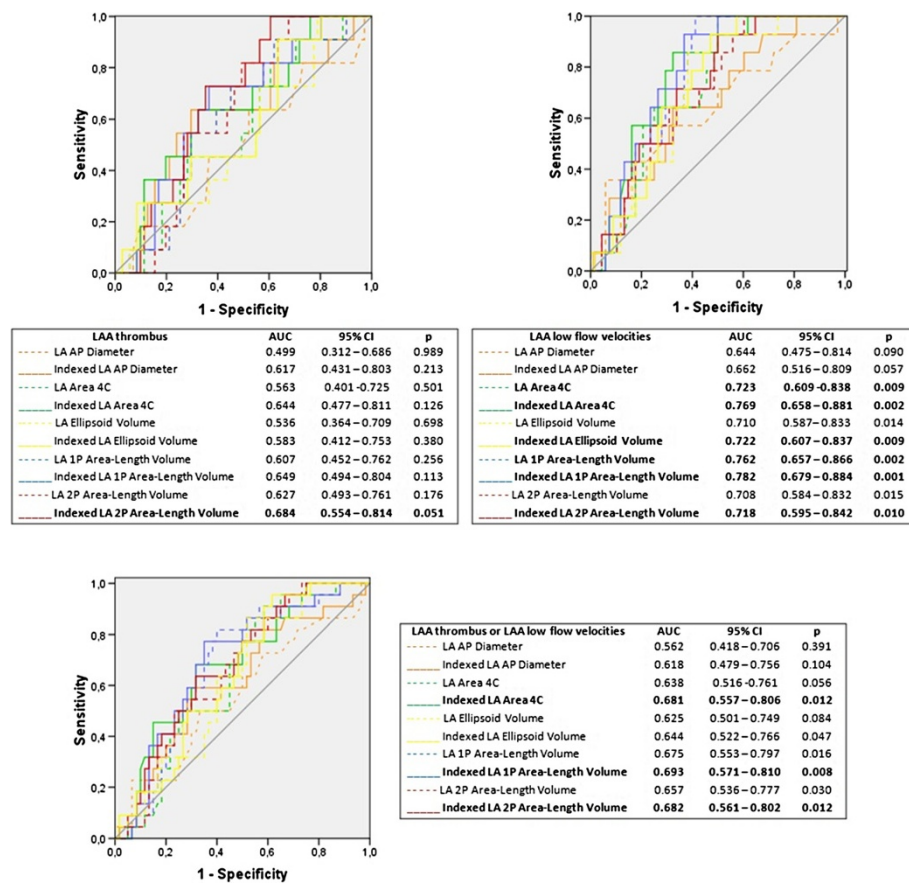 1,0
0,8
0,6
0,4
0,2
0,0
Sensitivity
0,0 0,2 0,4 0,6 0,8 1,0
1 - Specificity
1,0
0,8
0,6
0,4
0,2
0,0
Sensitivity
0,0 0,2 0,4 0,6 0,8 1,0
1 - Specificity
LAA thrombus AUC 95% CI p
LA AP Diameter 0.499 0.312 – 0.686 0.989
Indexed LA AP Diameter 0.617 0.431 – 0.803 0.213
LA Area 4C 0.563 0.401 -0.725 0.501
Indexed LA Area 4C 0.644 0.477 – 0.811 0.126
LA Ellipsoid Volume 0.536 0.364 – 0.709 0.698
Indexed LA Ellipsoid Volume 0.583 0.412 – 0.753 0.380
LA 1P Area-Length Volume 0.607 0.452 – 0.762 0.256
Indexed LA 1P Area-Length Volume 0.649 0.494 – 0.804 0.113
LA 2P Area-Length Volume 0.627 0.493 – 0.761 0.176
Indexed LA 2P Area-Length Volume 0.684 0.554 – 0.814 0.051
LAA low flow velocities AUC 95% CI p
LA AP Diameter 0.644 0.475 – 0.814 0.090
Indexed LA AP Diameter 0.662 0.516 – 0.809 0.057
LA Area 4C 0.723 0.609 -0.838 0.009
Indexed LA Area 4C 0.769 0.658 – 0.881 0.002
LA Ellipsoid Volume 0.710 0.587 – 0.833 0.014
Indexed LA Ellipsoid Volume 0.722 0.607 – 0.837 0.009
LA 1P Area-Length Volume 0.762 0.657 – 0.866 0.002
Indexed LA 1P Area-Length Volume 0.782 0.679 – 0.884 0.001
LA 2P Area-Length Volume 0.708 0.584 – 0.832 0.015
Indexed LA 2P Area-Length Volume 0.718 0.595 – 0.842 0.010
1,0
0,8
0,6
0,4
0,2
0,0
Sensitivity
0,0 0,2 0,4 0,6 0,8 1,0
1 - Specificity
LAA thrombus or LAA low flow velocities AUC 95% CI p
LA AP Diameter 0.562 0.418 – 0.706 0.391
Indexed LA AP Diameter 0.618 0.479 – 0.756 0.104
LA Area 4C 0.638 0.516 -0.761 0.056
Indexed LA Area 4C 0.681 0.557 – 0.806 0.012
LA Ellipsoid Volume 0.625 0.501 – 0.749 0.084
Indexed LA Ellipsoid Volume 0.644 0.522 – 0.766 0.047
LA 1P Area-Length Volume 0.675 0.553 – 0.797 0.016
Indexed LA 1P Area-Length Volume 0.693 0.571 – 0.810 0.008
LA 2P Area-Length Volume 0.657 0.536 – 0.777 0.030
Indexed LA 2P Area-Length Volume 0.682 0.561 – 0.802 0.012